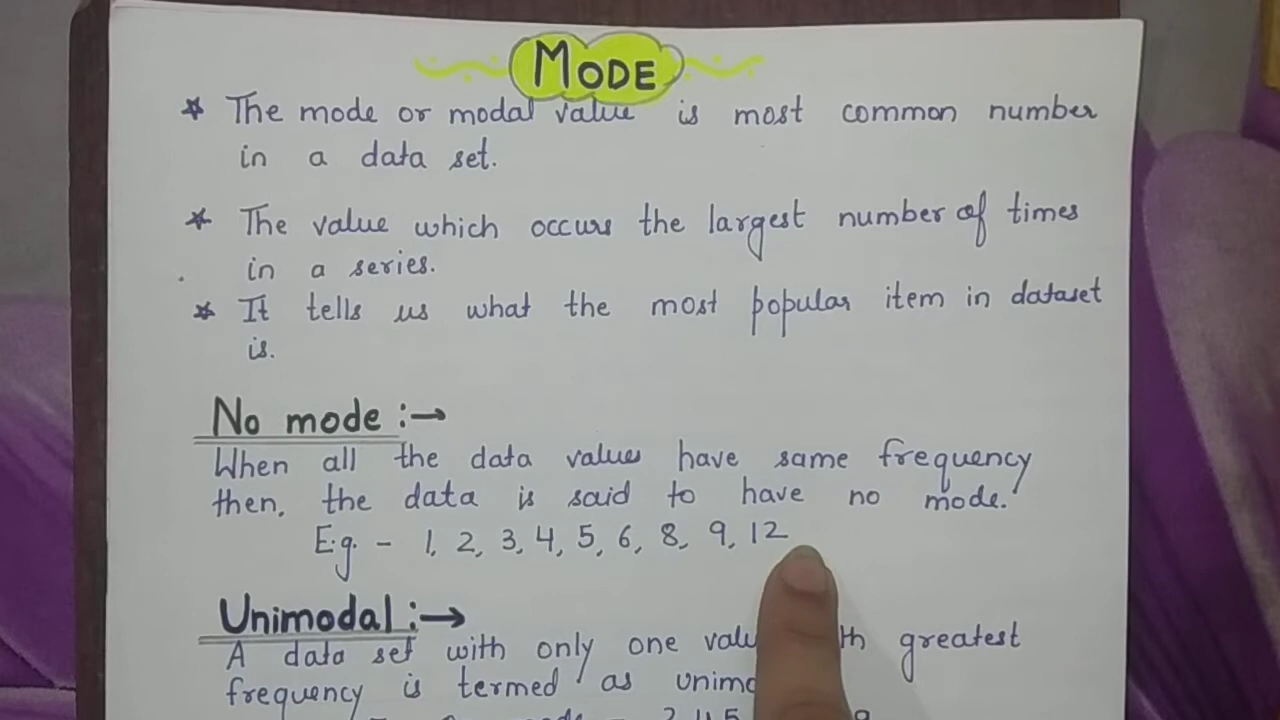 MODE
* The mode or modal value is most common number
in a data set.
* The value which occurs the largest number of times
in a series.
* It tells us what the most popular item in dataset
is.
No mode :→
When all the data values have same frequency
then, the data is said to have no mode.
E.g. - 1, 2, 3, 4, 5, 6, 8, 9, 12
Unimodal :→
A data set with only one greatest
frequency is termed as